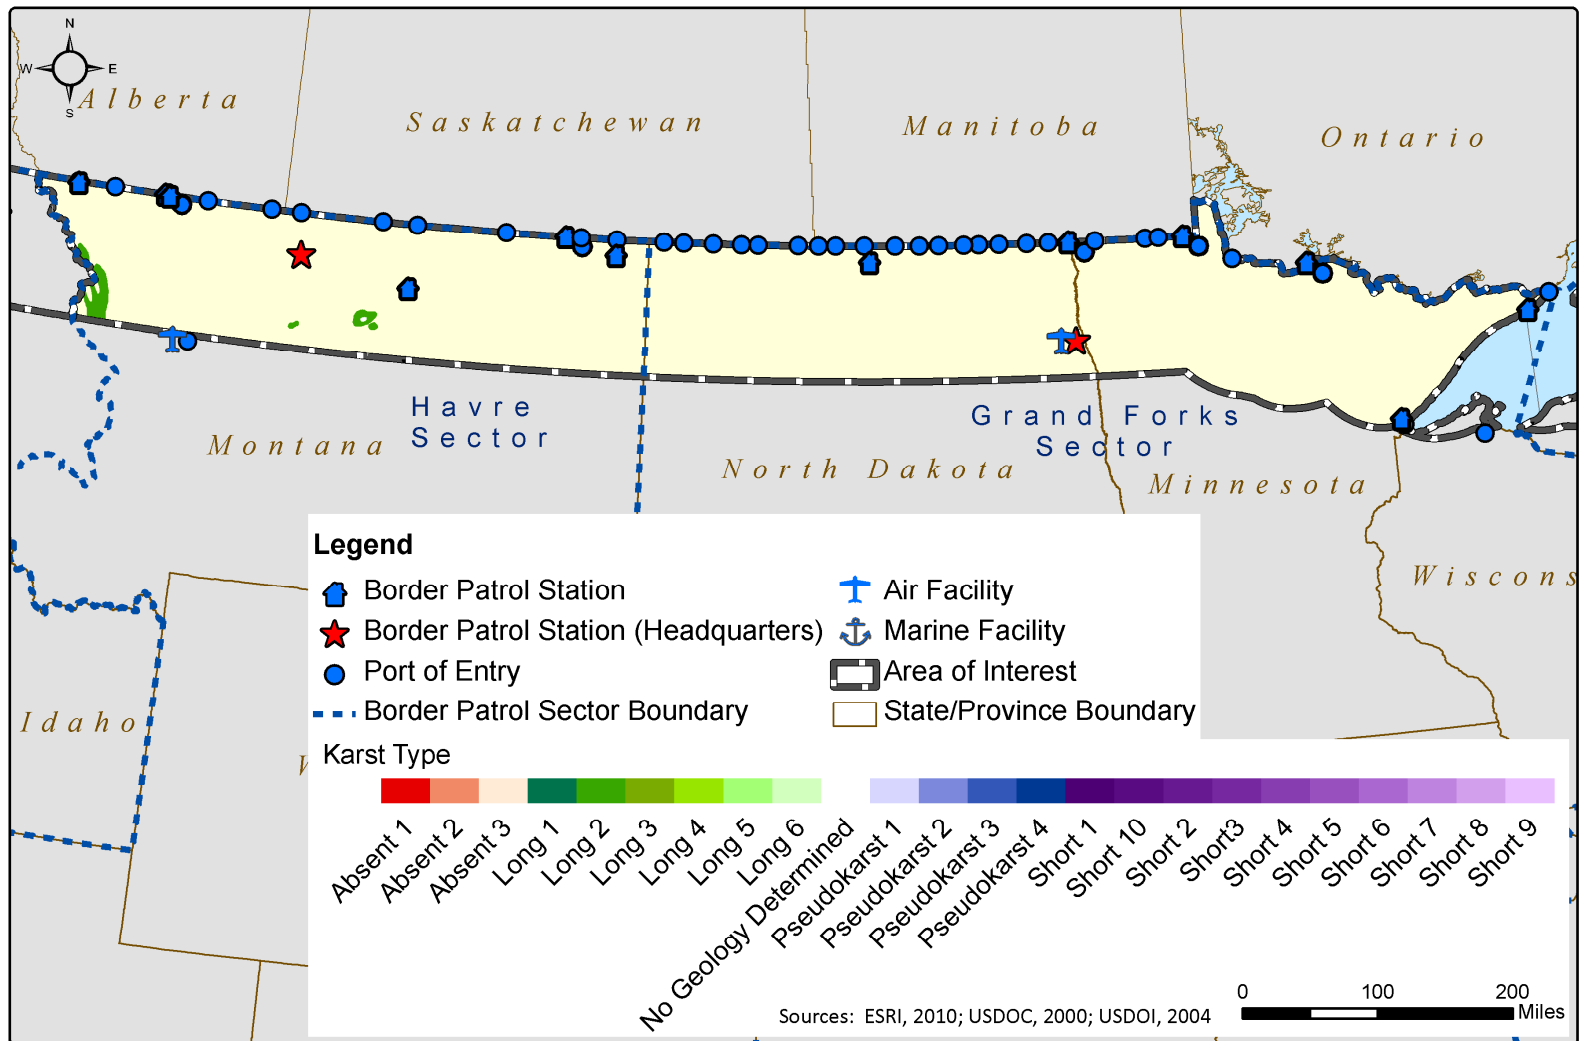 N
W E
S
Alberta
Saskatchewan
Manitoba
Ontario
Havre
Sector
Montana
Grand Forks
Sector
North Dakota
Minnesota
Wiscons
Idaho
W
Legend
Border Patrol Station
Border Patrol Station (Headquarters)
Port of Entry
Border Patrol Sector Boundary
Air Facility
Marine Facility
Area of Interest
State/Province Boundary
Karst Type
Absent 1
Absent 2
Absent 3
Long 1
Long 2
Long 3
Long 4
Long 5
Long 6
No Geology Determined
Pseudokarst 1
Pseudokarst 2
Pseudokarst 3
Pseudokarst 4
Short 1
Short 10
Short 2
Short3
Short 4
Short 5
Short 6
Short 7
Short 8
Short 9
0 100 200
Miles
Sources: ESRI, 2010; USDOC, 2000; USDOI, 2004